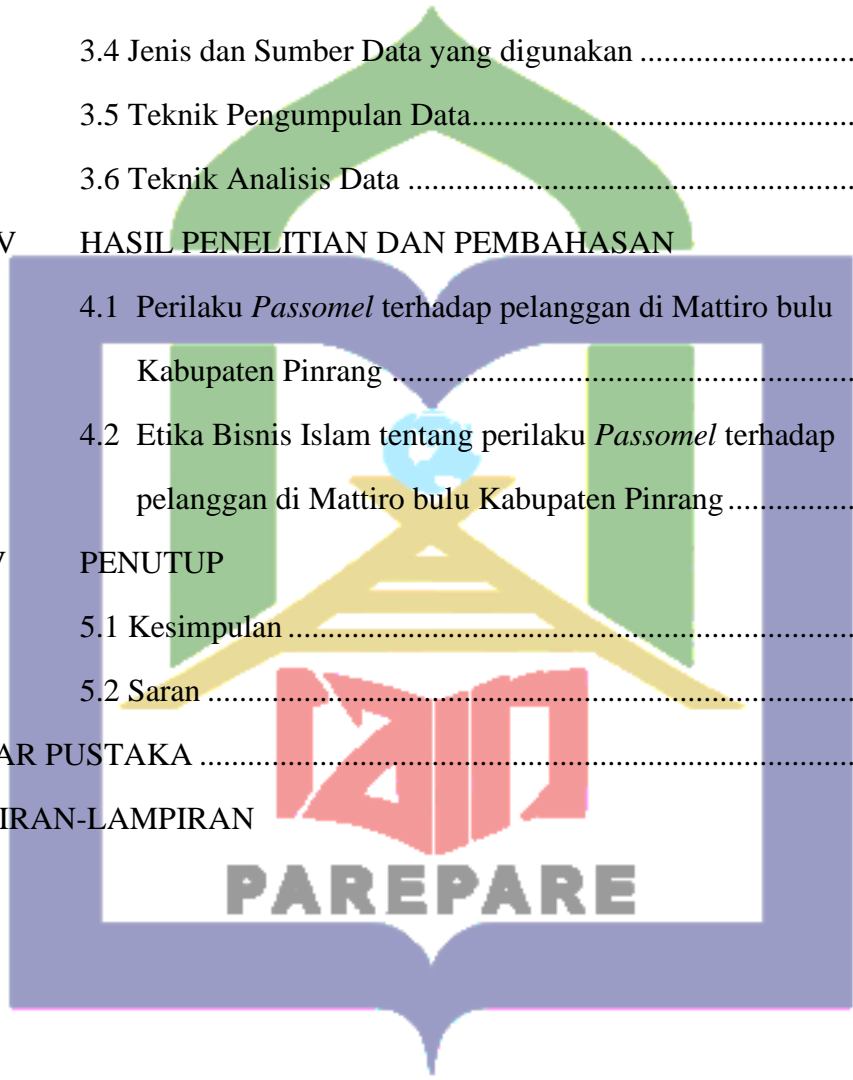 3.4 Jenis dan Sumber Data yang digunakan .......................
3.5 Teknik Pengumpulan Data.........................................
3.6 Teknik Analisis Data .................................................
V HASIL PENELITIAN DAN PEMBAHASAN
4.1 Perilaku Passomel terhadap pelanggan di Mattiro bulu
Kabupaten Pinrang ...................................................
4.2 Etika Bisnis Islam tentang perilaku Passomel terhadap
pelanggan di Mattiro bulu Kabupaten Pinrang ..............
PENUTUP
5.1 Kesimpulan ...............................................................
5.2 Saran ........................................................................
AR PUSTAKA ..................................................................
IRAN-LAMPIRAN
iain
PAREPARE